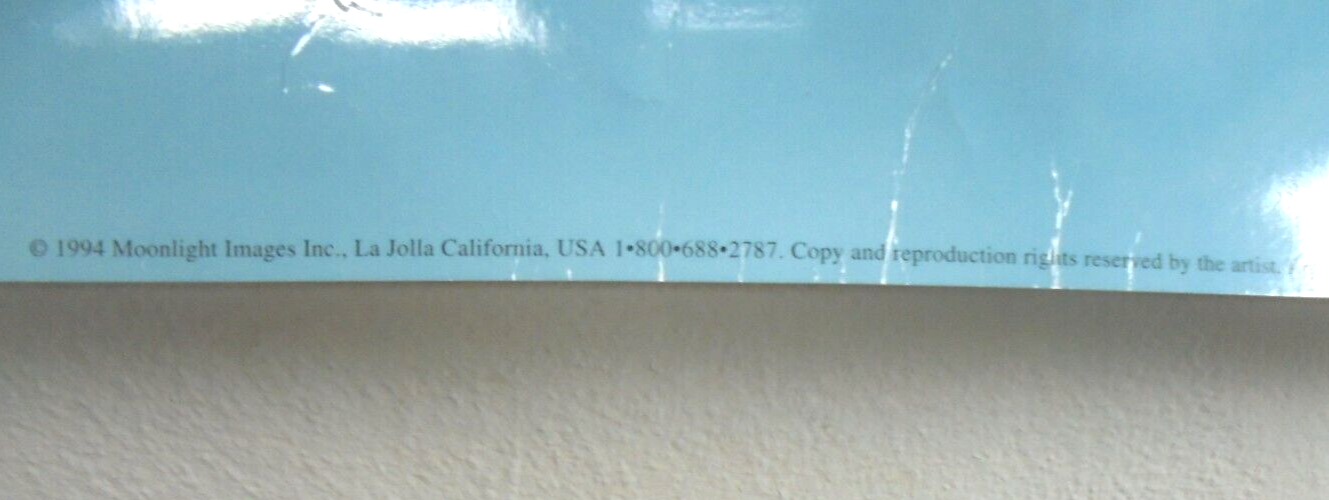 © 1994 Moonlight Images Inc., La Jolla California, USA 1•800•688•2787. Copy and reproduction rights reserved by the artist.